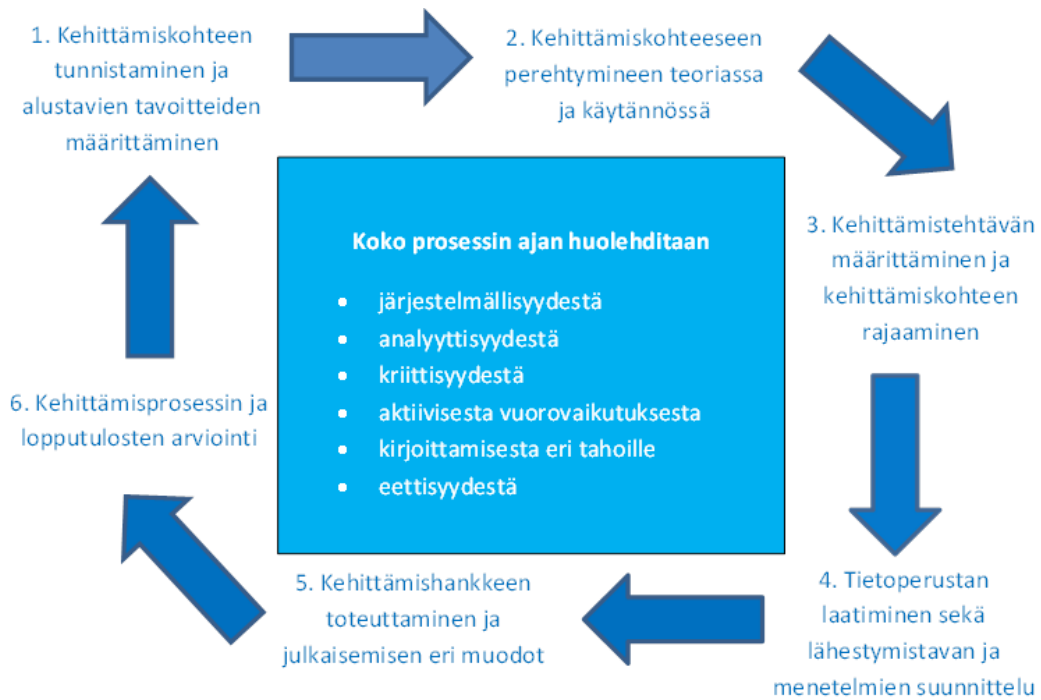 1. Kehittämiskohteen
tunnistaminen ja
alustavien tavoitteiden
määrittäminen
2. Kehittämiskohteeseen
perehtymineen teoriassa
ja käytännössä
3. Kehittämistehtävän
määrittäminen ja
kehittämiskohteen
rajaaminen
4. Tietoperustan
laatiminen sekä
lähestymistavan ja
menetelmien suunnittelu
5. Kehittämishankkeen
toteuttaminen ja
julkaisemisen eri muodot
6. Kehittämisprosessin ja
lopputulosten arviointi
Koko prosessin ajan huolehditaan
• järjestelmällisyydestä
• analyyttisyydestä
• kriittisyydestä
• aktiivisesta vuorovaikutuksesta
• kirjoittamisesta eri tahoille
• eettisyydestä